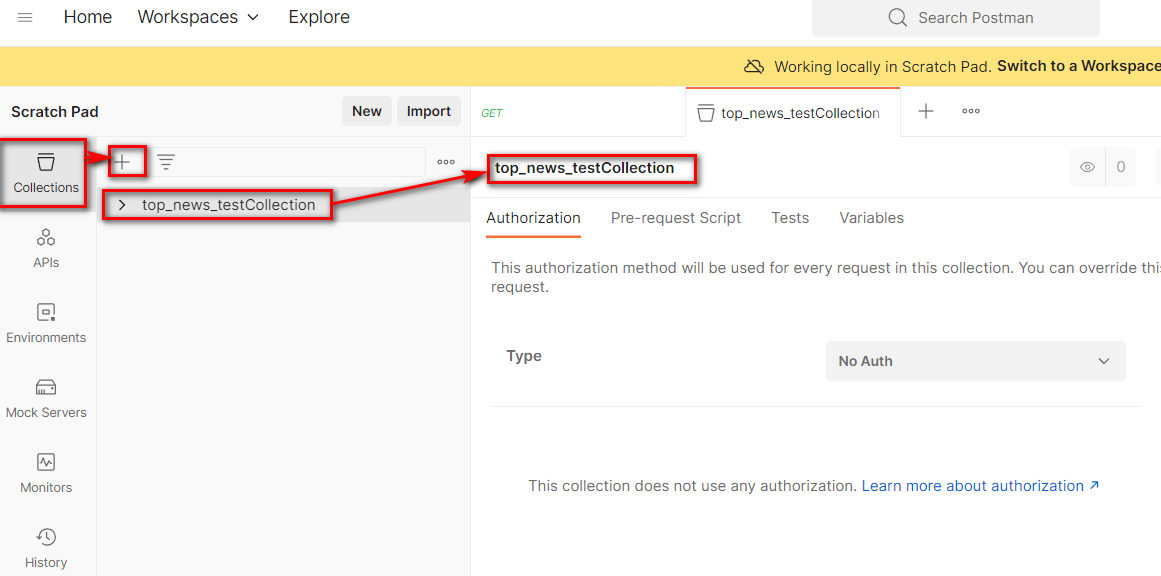 Home Workspaces Explore Search Postman
Working locally in Scratch Pad. Switch to a Workspace
Scratch Pad New Import GET top_news_testCollection
Collections
top_news_testCollection
top_news_testCollection 0
Authorization Pre-request Script Tests Variables
APIs
This authorization method will be used for every request in this collection. You can override this
request.
Environments
Type No Auth
Mock Servers
This collection does not use any authorization. Learn more about authorization
Monitors
History